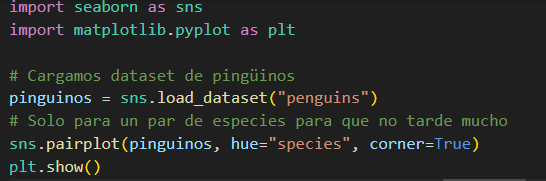 import seaborn as sns
import matplotlib.pyplot as plt
# Cargamos dataset de pingüinos
pinguinos = sns.load_dataset("penguins")
# Solo para un par de especies para que no tarde mucho
sns.pairplot(pinguinos, hue="species", corner=True)
plt.show()